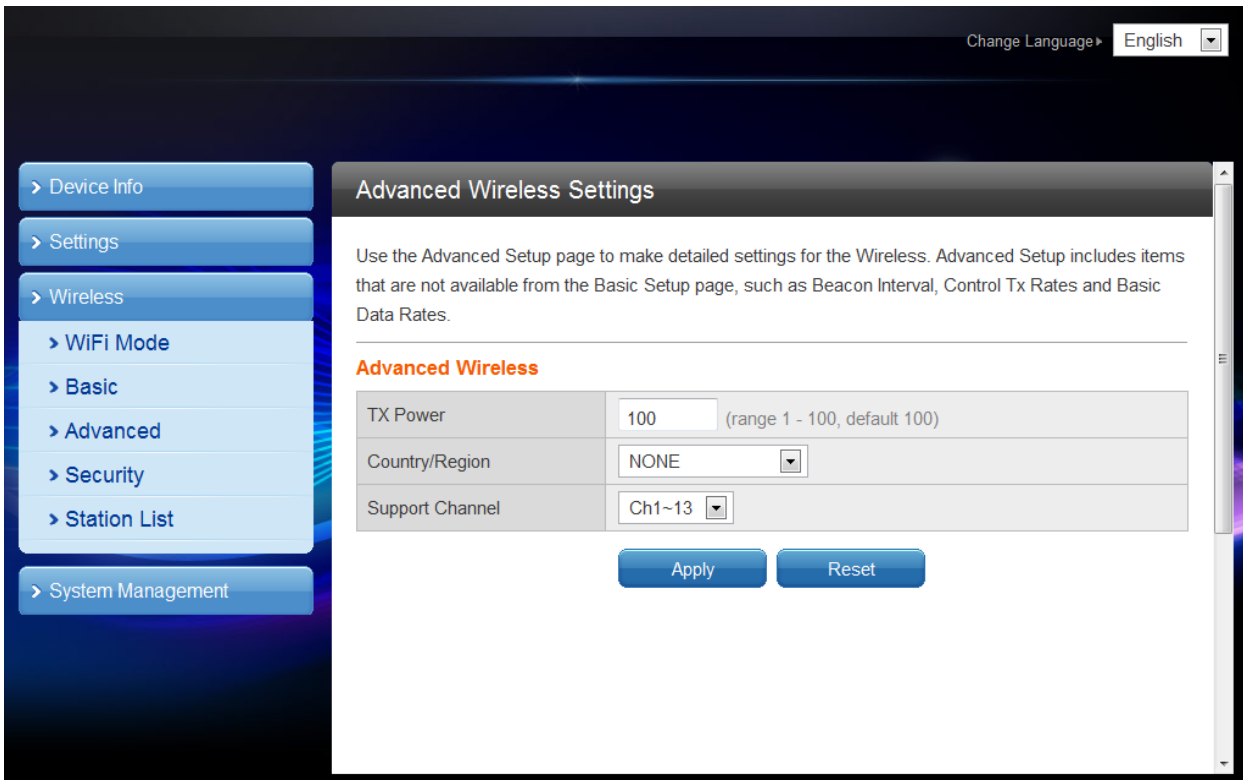 Change Language
English
Device Info
Settings
Wireless
WiFi Mode
Basic
Advanced
Security
Station List
System Management
Advanced Wireless Settings
Use the Advanced Setup page to make detailed settings for the Wireless. Advanced Setup includes items
that are not available from the Basic Setup page, such as Beacon Interval, Control Tx Rates and Basic
Data Rates.
Advanced Wireless
TX Power 100 (range 1 - 100, default 100)
Country/Region NONE
Support Channel Ch1~13
Apply Reset